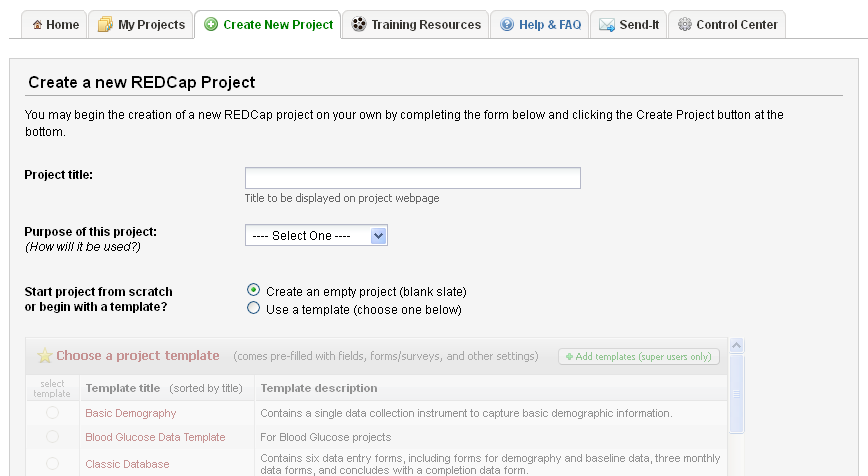 Home My Projects Create New Project Training Resources Help & FAQ Send-It Control Center
Create a new REDCap Project
You may begin the creation of a new REDCap project on your own by completing the form below and clicking the Create Project button at the
bottom.
Project title:
Title to be displayed on project webpage
Purpose of this project: ---- Select One ----
(How will it be used?)
Start project from scratch Create an empty project (blank slate)
or begin with a template? Use a template (choose one below)
Choose a project template (comes pre-filled with fields, forms/surveys, and other settings) Add templates (super users only)
select
template Template title (sorted by title) Template description
Basic Demography Contains a single data collection instrument to capture basic demographic information.
Blood Glucose Data Template For Blood Glucose projects
Classic Database Contains six data entry forms, including forms for demography and baseline data, three monthly
data forms, and concludes with a completion data form.